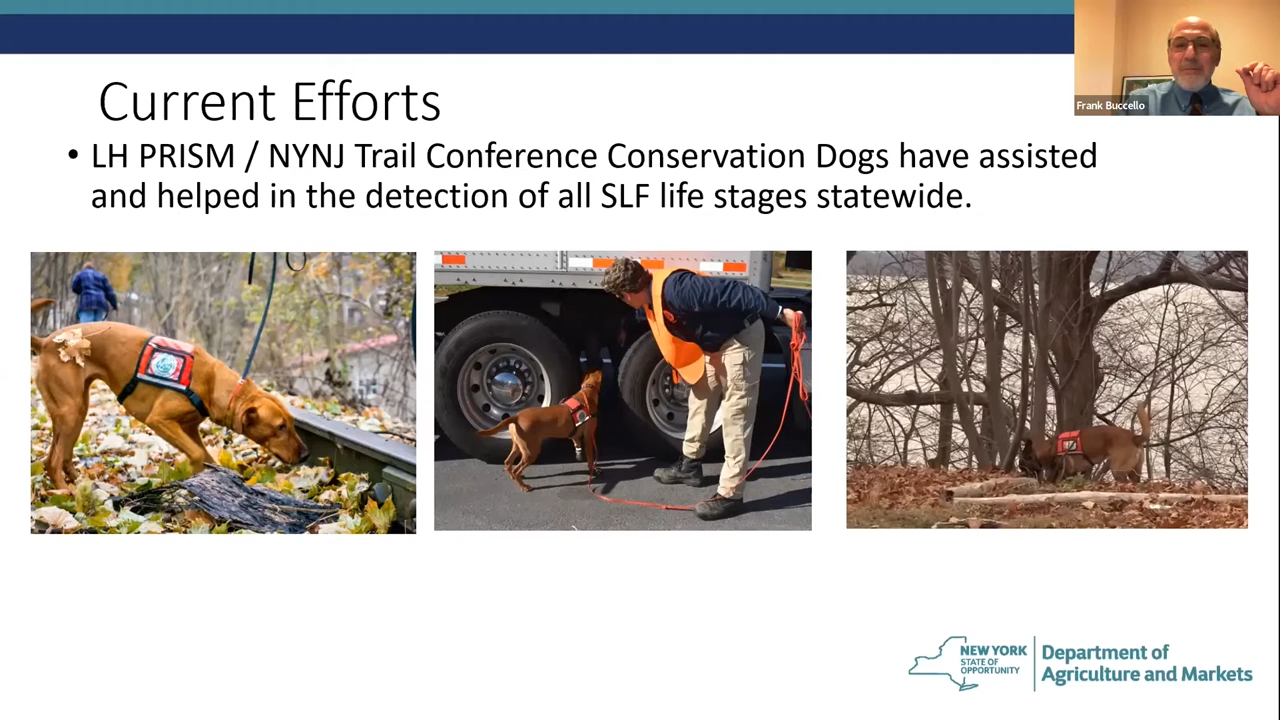 Current Efforts
• LH PRISM / NYNJ Trail Conference Conservation Dogs have assisted
and helped in the detection of all SLF life stages statewide.
Frank Buccello
NEW YORK
STATE OF
OPPORTUNITY
Department of
Agriculture and Markets